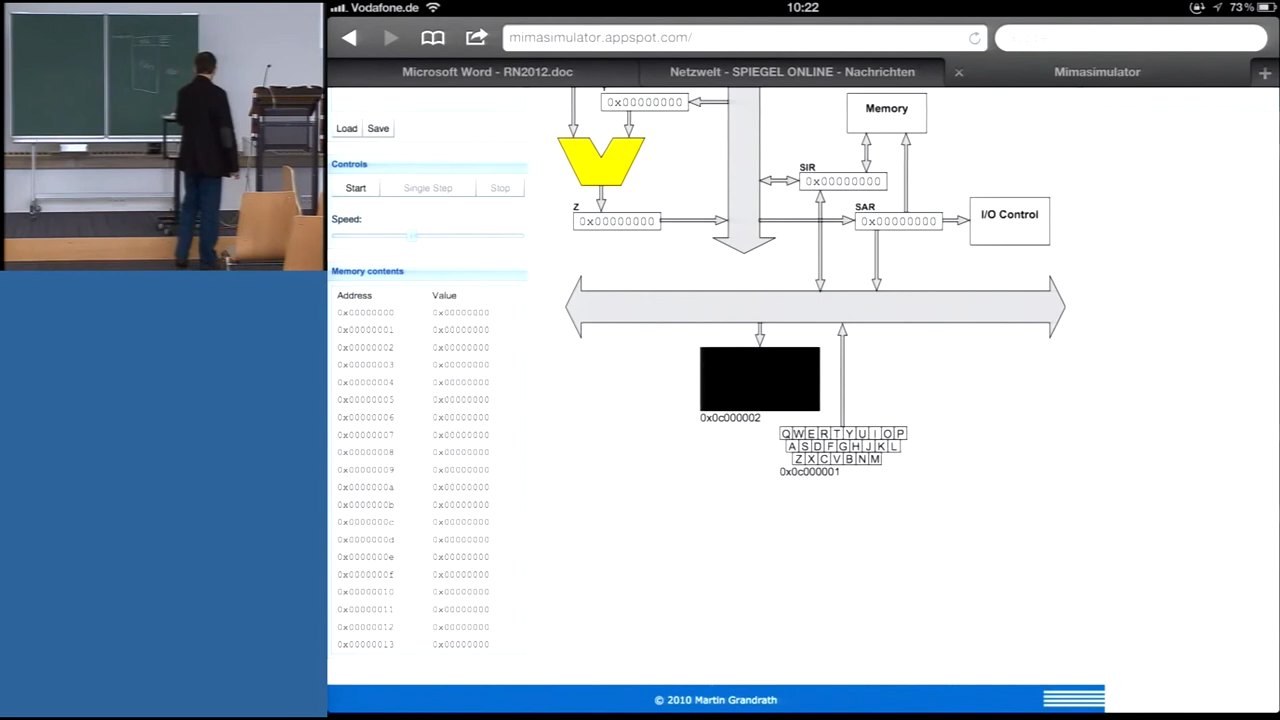 Vodafone.de
10:22
73%
mimasimulator.appspot.com/
Microsoft Word - RN2012.doc
Netzwelt - SPIEGEL ONLINE - Nachrichten
Mimasimulator
0x00000000
Memory
Load Save
Controls
SIR
0x00000000
Start Single Step Stop
Z
0x00000000
SAR
0x00000000
I/O Control
Speed:
Memory contents
Address Value
0x00000000 0x00000000
0x00000001 0x00000000
0x00000002 0x00000000
0x00000003 0x00000000
0x00000004 0x00000000
0x00000005 0x00000000
0x00000006 0x00000000
0x00000007 0x00000000
0x00000008 0x00000000
0x00000009 0x00000000
0x0000000a 0x00000000
0x0000000b 0x00000000
0x0000000c 0x00000000
0x0000000d 0x00000000
0x0000000e 0x00000000
0x0000000f 0x00000000
0x00000010 0x00000000
0x00000011 0x00000000
0x00000012 0x00000000
0x00000013 0x00000000
0x0c000002
QWERTYUIOP
ASDFGHJKL
ZXCVBNM
0x0c000001
© 2010 Martin Grandrath